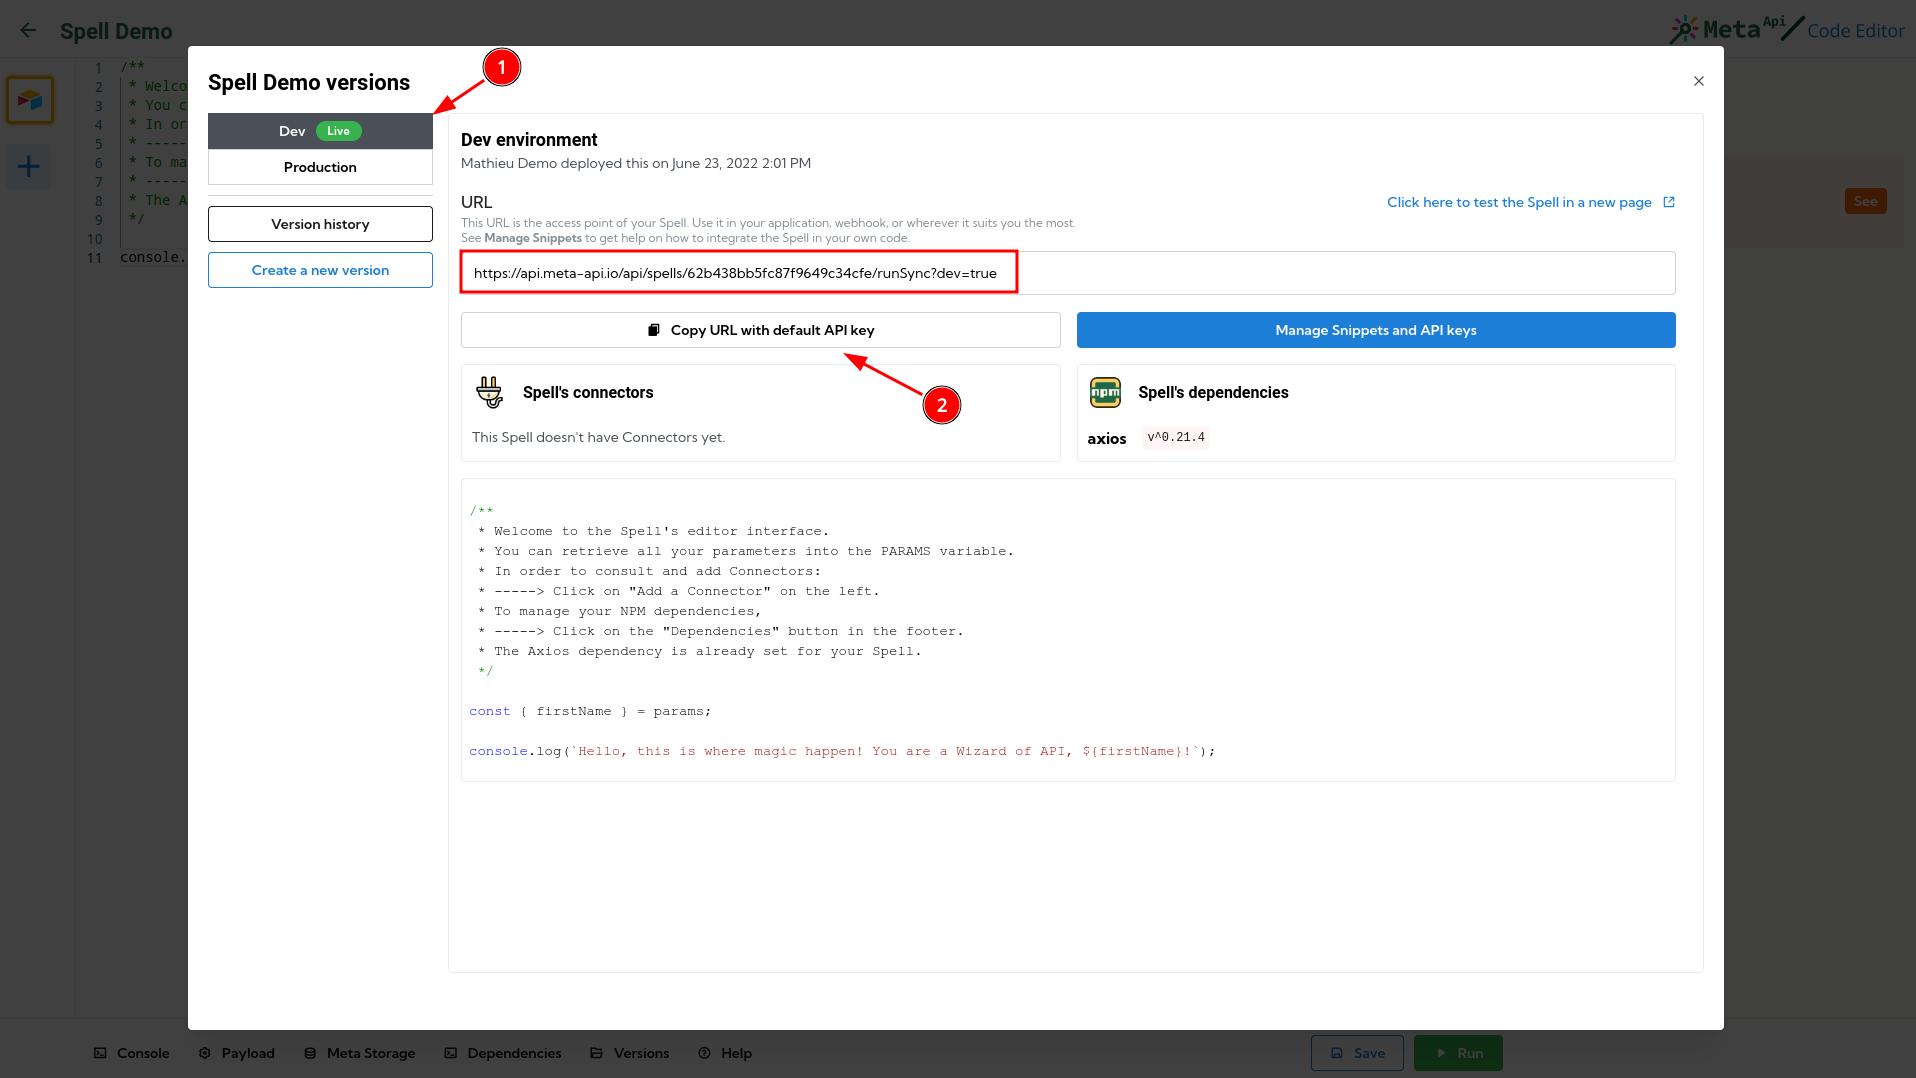 Spell Demo
MetaApi Code Editor
1 /**
2 * Welco
3 * You c
4 * In or
5 * -----
6 * To ma
7 * -----
8 * The A
9 */
10
11 console.
See
Spell Demo versions
1
Dev Live
Production
Version history
Create a new version
Dev environment
Mathieu Demo deployed this on June 23, 2022 2:01 PM
URL
Click here to test the Spell in a new page
This URL is the access point of your Spell. Use it in your application, webhook, or wherever it suits you the most.
See Manage Snippets to get help on how to integrate the Spell in your own code.
https://api.meta-api.io/api/spells/62b438bb5fc87f9649c34cfe/runSync?dev=true
Copy URL with default API key
Manage Snippets and API keys
2
Spell's connectors
This Spell doesn't have Connectors yet.
npm Spell's dependencies
axios v^0.21.4
/**
* Welcome to the Spell's editor interface.
* You can retrieve all your parameters into the PARAMS variable.
* In order to consult and add Connectors:
* -----> Click on "Add a Connector" on the left.
* To manage your NPM dependencies,
* -----> Click on the "Dependencies" button in the footer.
* The Axios dependency is already set for your Spell.
*/
const { firstName } = params;
console.log(`Hello, this is where magic happen! You are a Wizard of API, ${firstName}!`);
Console Payload Meta Storage Dependencies Versions Help
Save Run